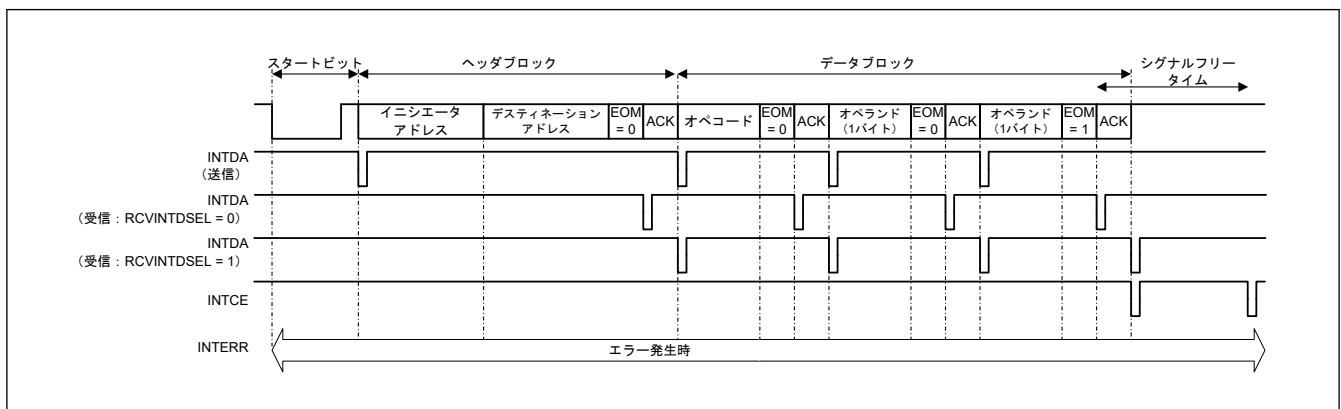 スタートビット
ヘッダブロック
データブロック
シグナルフリー
タイム
イニシエータ
アドレス
デスティネーション
アドレス
EOM
= 0
ACK
オペコード
EOM
= 0
ACK
オペランド
(1バイト)
EOM
= 0
ACK
オペランド
(1バイト)
EOM
= 1
ACK
INTDA
(送信)
INTDA
(受信:RCVINTDSEL = 0)
INTDA
(受信:RCVINTDSEL = 1)
INTCE
INTERR
エラー発生時